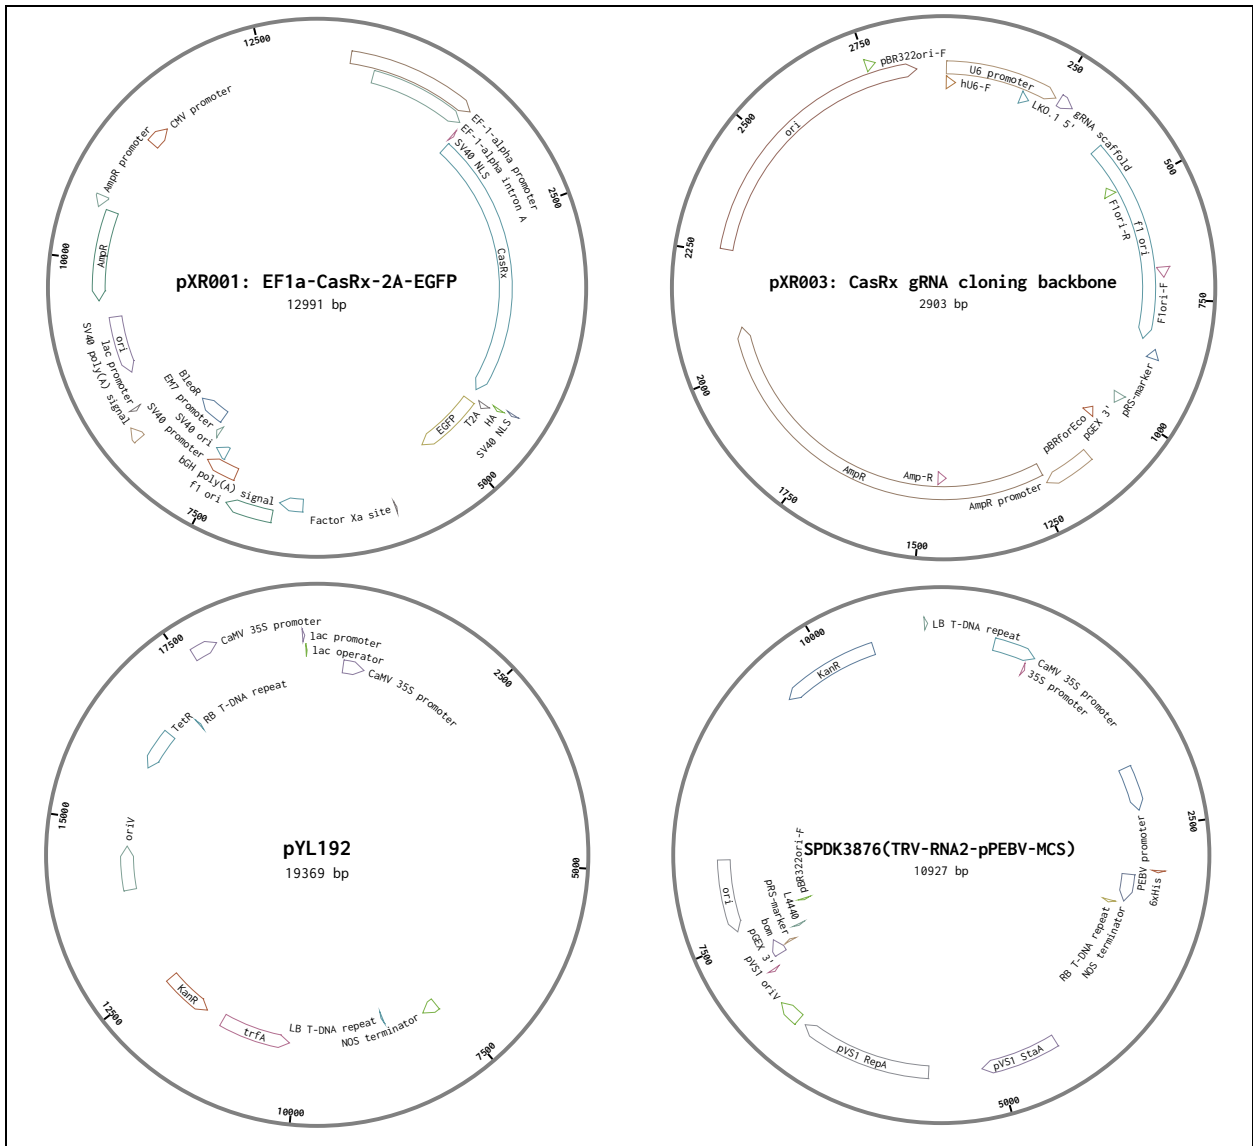 12500
CMV promoter
AmpR promoter
EF-1-alpha promoter
EF-1-alpha intron A
SV40 NLS
2500
10000
AmpR
CasRx
pXR001: EF1a-CasRx-2A-EGFP
12991 bp
ori
lac promoter
SV40 poly(A) signal
BleoR
EM7 promoter
SV40 ori
SV40 promoter
bGH poly(A) signal
f1 ori
7500
Factor Xa site
5000
EGFP
T2A
HA
SV40 NLS
2750
pBR322ori-F
U6 promoter
250
hU6-F
LKO.1 5'
gRNA scaffold
2500
ori
500
F1ori-R
f1 ori
2250
pXR003: CasRx gRNA cloning backbone
2903 bp
F1ori-F
750
2000
pRS-marker
pGEX 3'
pBRforEco
1000
AmpR
Amp-R
AmpR promoter
1750
1500
1250
17500
CaMV 35S promoter
lac promoter
lac operator
CaMV 35S promoter
2500
TetR
RB T-DNA repeat
15000
oriV
pYL192
19369 bp
5000
KanR
12500
trfA
LB T-DNA repeat
NOS terminator
7500
10000
10000
LB T-DNA repeat
KanR
CaMV 35S promoter
35S promoter
2500
PEBV promoter
SPDK3876(TRV-RNA2-pPEBV-MCS)
10927 bp
6xHis
NOS terminator
RB T-DNA repeat
pBR322ori-F
L4440
pRS-marker
bom
pGEX 3'
pVS1 oriV
ori
7500
pVS1 RepA
pVS1 StaA
5000